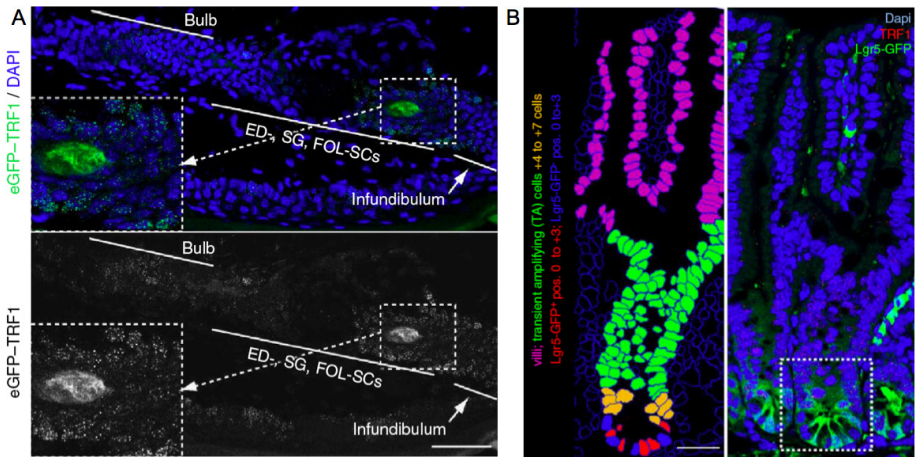 A
eGFP–TRF1 / DAPI
Bulb
ED-, SG, FOL-SCs
Infundibulum
eGFP–TRF1
Bulb
ED-, SG, FOL-SCs
Infundibulum
B
villi; transient amplifying (TA) cells +4 to +7 cells
Lgr5-GFP+ pos. 0 to +3; Lgr5-GFP⁻ pos. 0 to+3
Dapi
TRF1
Lgr5-GFP